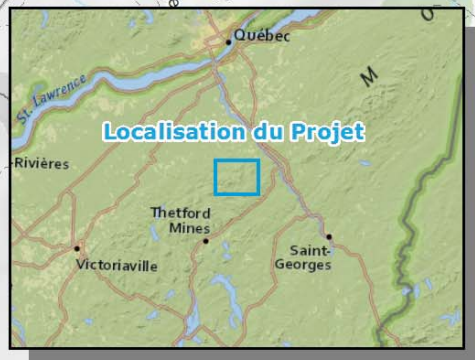 Québec
O
M
St. Lawrence
Localisation du Projet
-Rivières
Thetford
Mines
Saint-
Georges
Victoriaville